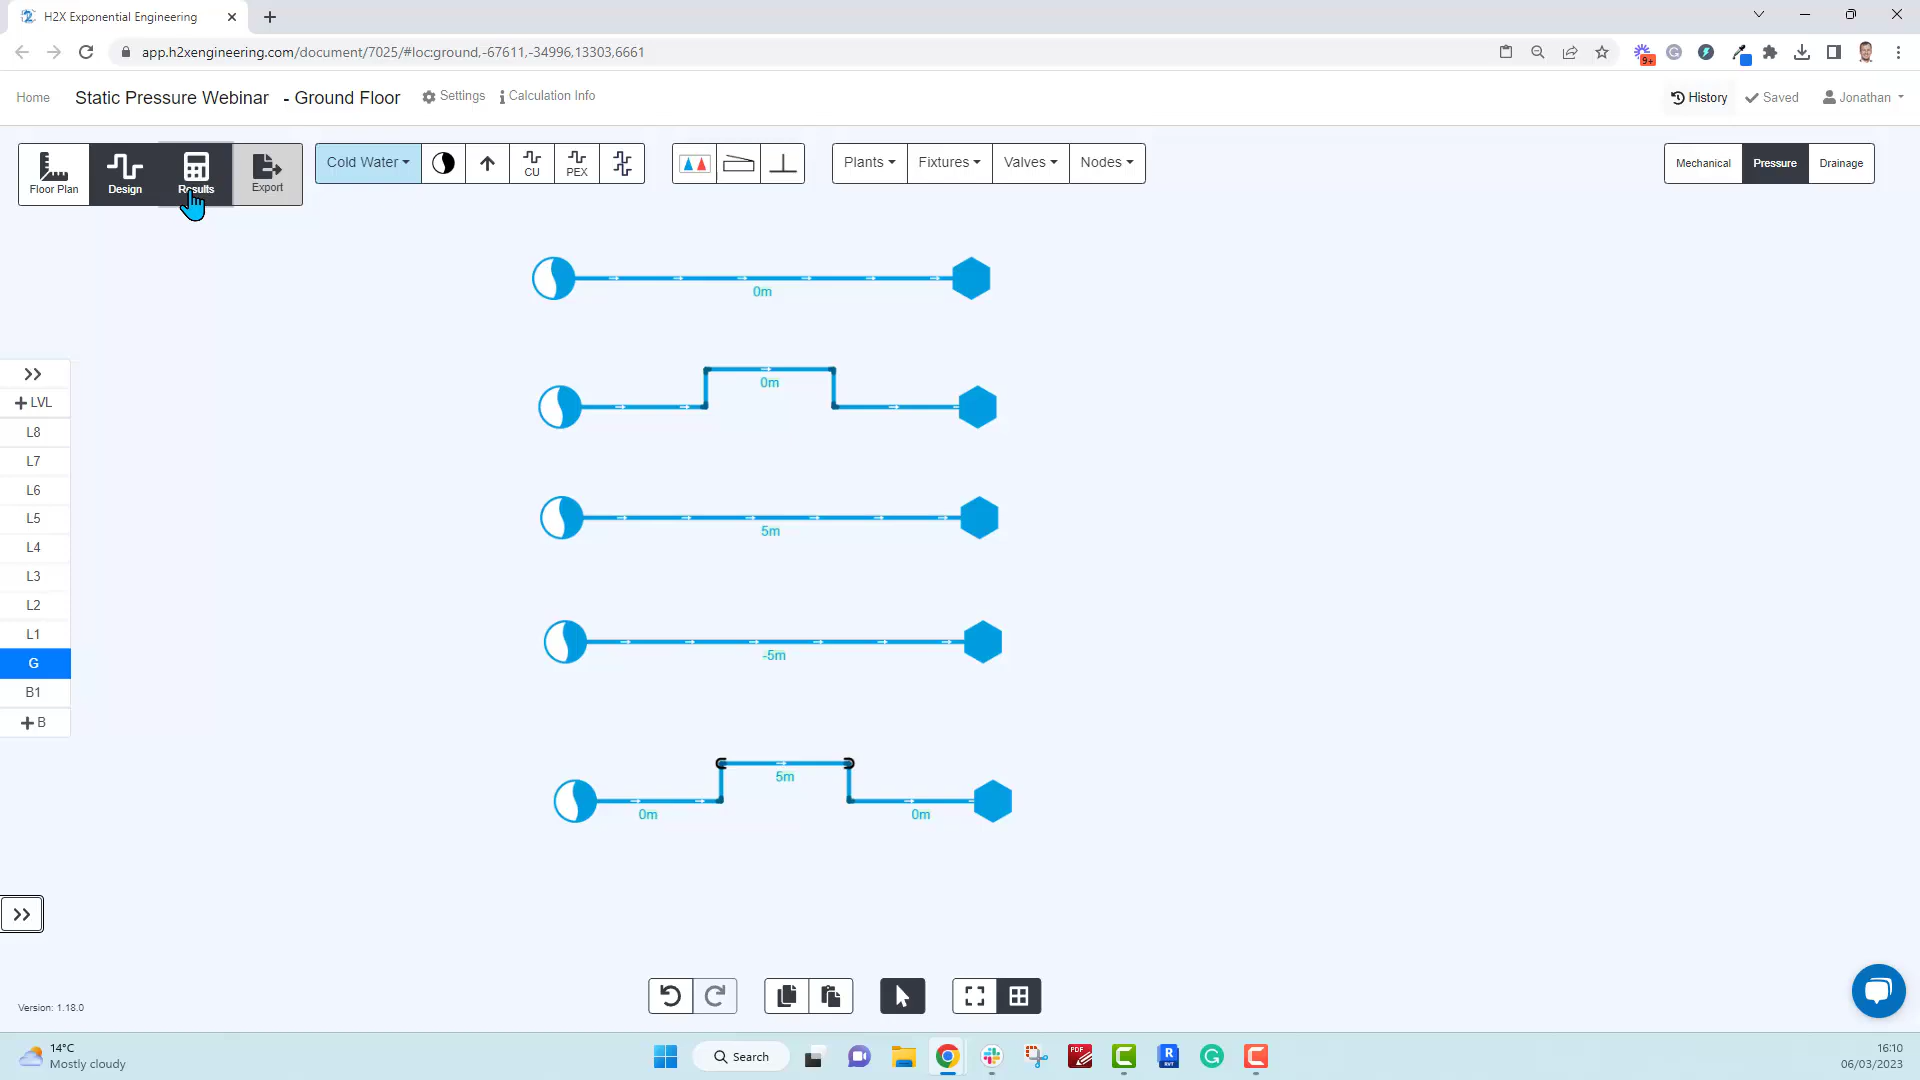 H2X Exponential Engineering
app.h2xengineering.com/document/7025/#loc:ground,-67611,-34996,13303,6661
9+
Home
Static Pressure Webinar - Ground Floor
Settings
Calculation Info
History
Saved
Jonathan
Floor Plan
Design
Results
Export
Cold Water
CU
PEX
Plants
Fixtures
Valves
Nodes
Mechanical
Pressure
Drainage
0m
0m
5m
-5m
5m
0m
0m
LVL
L8
L7
L6
L5
L4
L3
L2
L1
G
B1
B
Version: 1.18.0
14°C
Mostly cloudy
Search
PDF
R
RVT
16:10
06/03/2023